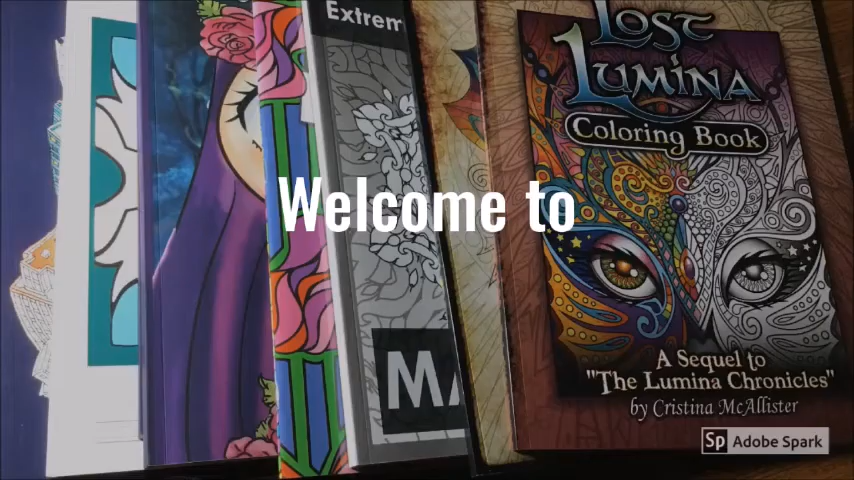 Extrem
Lost
Lumina
Coloring Book
Welcome to
MA
A Sequel to
"The Lumina Chronicles"
by Cristina McAllister
Sp Adobe Spark